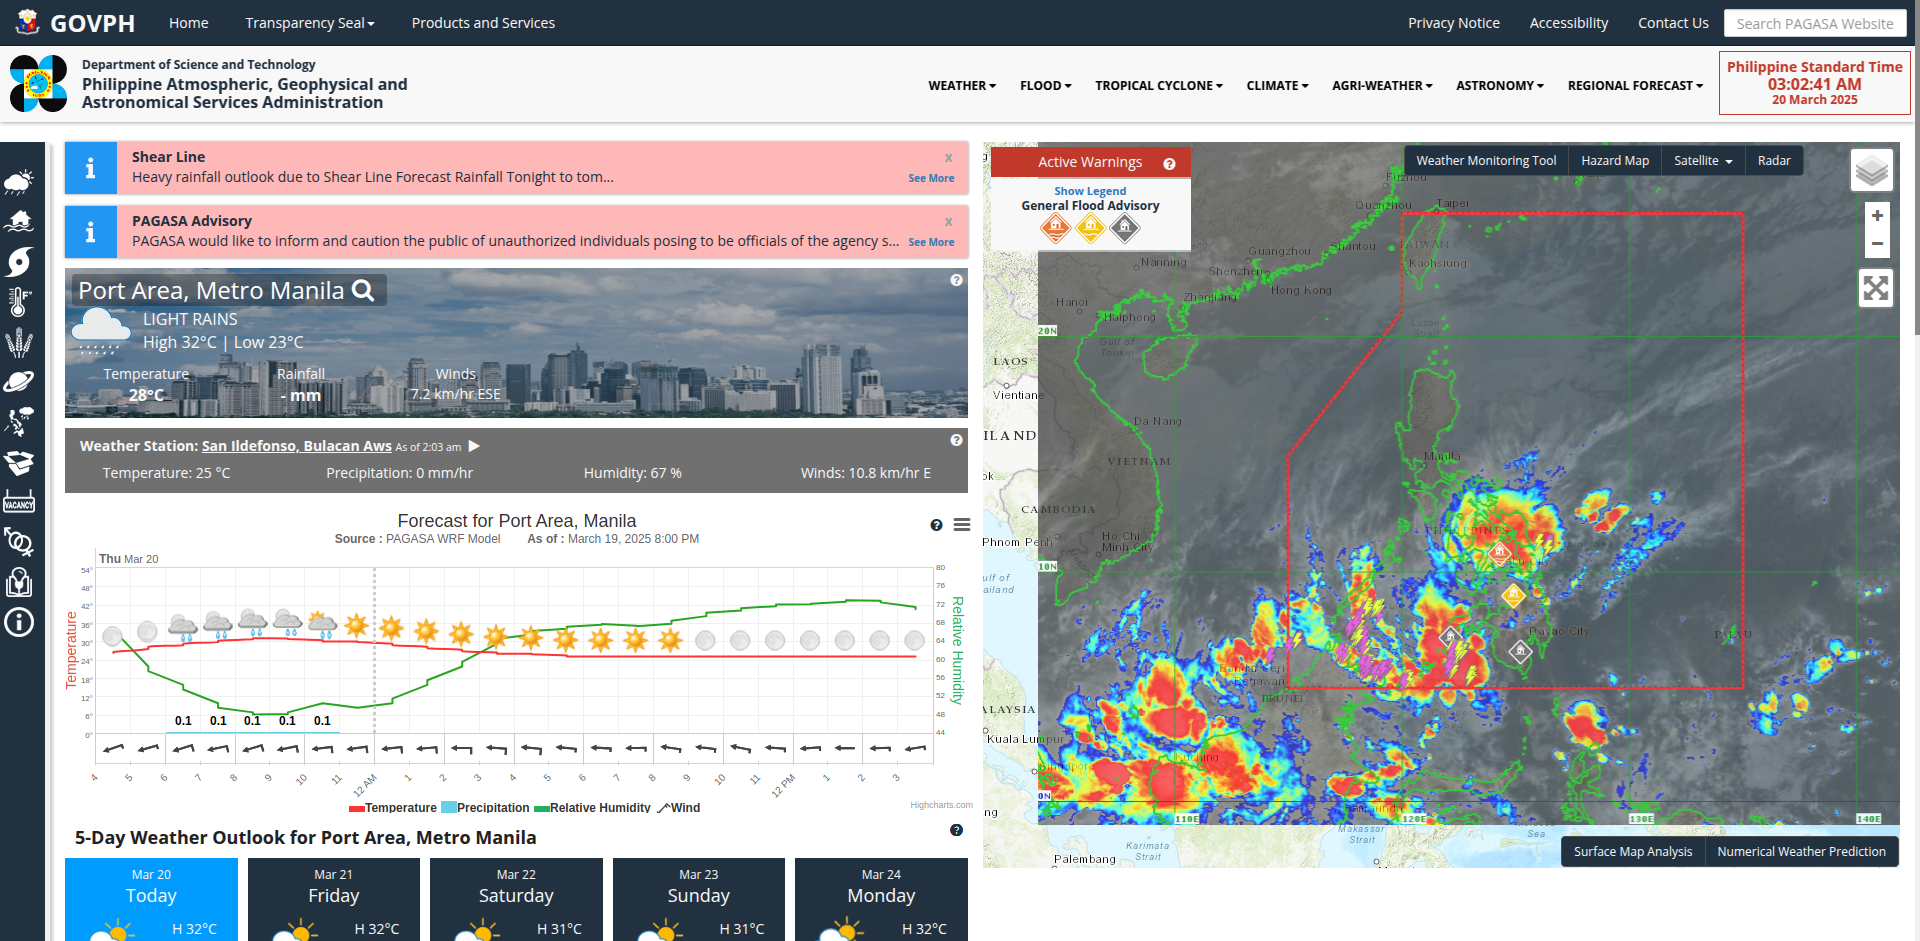 GOVPH
Home
Transparency Seal
Products and Services
Privacy Notice
Accessibility
Contact Us
Search PAGASA Website
Department of Science and Technology
Philippine Atmospheric, Geophysical and
Astronomical Services Administration
WEATHER
FLOOD
TROPICAL CYCLONE
CLIMATE
AGRI-WEATHER
ASTRONOMY
REGIONAL FORECAST
Philippine Standard Time
03:02:41 AM
20 March 2025
VACANCY
Shear Line
x
Heavy rainfall outlook due to Shear Line Forecast Rainfall Tonight to tom...
See More
PAGASA Advisory
x
PAGASA would like to inform and caution the public of unauthorized individuals posing to be officials of the agency s...
See More
Port Area, Metro Manila
LIGHT RAINS
High 32°C | Low 23°C
Temperature
28°C
Rainfall
- mm
Winds
7.2 km/hr ESE
Weather Station: San Ildefonso, Bulacan Aws As of 2:03 am
Temperature: 25 °C
Precipitation: 0 mm/hr
Humidity: 67 %
Winds: 10.8 km/hr E
Forecast for Port Area, Manila
Source : PAGASA WRF Model As of : March 19, 2025 8:00 PM
Thu Mar 20
Temperature
54°
48°
42°
36°
30°
24°
18°
12°
6°
0°
80
76
72
68
64
60
56
52
48
44
Relative Humidity
0.1 0.1 0.1 0.1 0.1
4 5 6 7 8 9 10 11 12 AM 1 2 3 4 5 6 7 8 9 10 11 12 PM 1 2 3
Temperature Precipitation Relative Humidity Wind
Highcharts.com
5-Day Weather Outlook for Port Area, Metro Manila
Mar 20
Today
H 32°C
Mar 21
Friday
H 32°C
Mar 22
Saturday
H 31°C
Mar 23
Sunday
H 31°C
Mar 24
Monday
H 32°C
Active Warnings
Show Legend
General Flood Advisory
Weather Monitoring Tool
Hazard Map
Satellite
Radar
+
−
Fuzhou
Quanzhou
Taipei
Shantou
TAIWAN
Guangzhou
Kaohsiung
Nanning
Shenzhen
Hong Kong
Zhanjiang
Hanoi
Haiphong
20N
Luzon
Strait
Gulf of
Tonkin
LAOS
Vientiane
Da Nang
ILAND
VIETNAM
Manila
ok
CAMBODIA
PHILIPPINES
Phnom Penh
Ho Chi
Minh City
10N
ulf of
ailand
Davao City
PALAU
Bandar Seri
Begawan
BRUNEI
ALAYSIA
Kuala Lumpur
Kuching
Singapore
0N
Samarinda
ng
110E
120E
130E
140E
Makassar
Strait
Sea
Karimata
Strait
Palembang
Surface Map Analysis
Numerical Weather Prediction